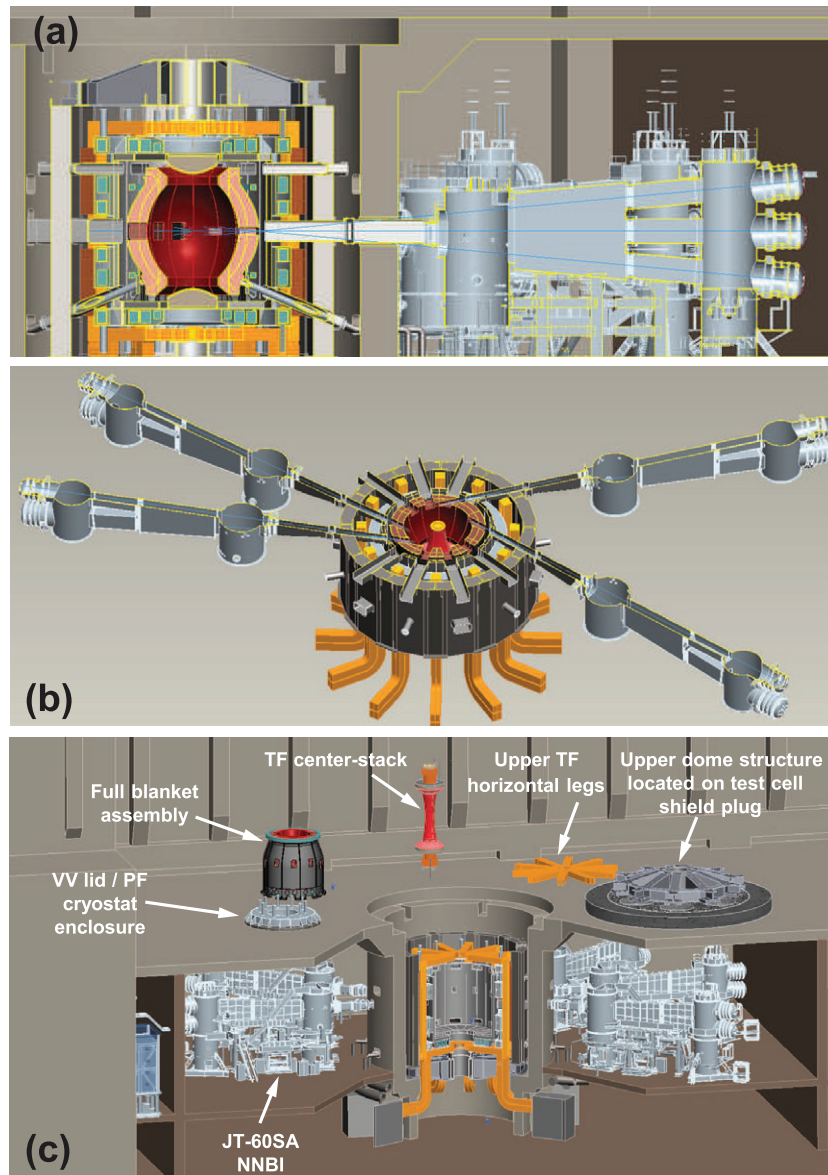 (a)
(b)
TF center-stack
Upper TF
horizontal legs
Upper dome structure
located on test cell
shield plug
Full blanket
assembly
VV lid / PF
cryostat
enclosure
JT-60SA
NNBI
(c)